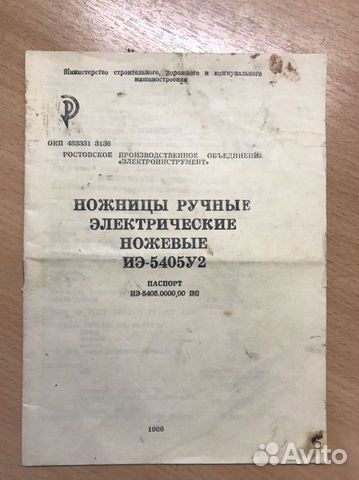 Министерство строительного, дорожного и коммунального
машиностроения
ОКП 483331 3136
РОСТОВСКОЕ ПРОИЗВОДСТВЕННОЕ ОБЪЕДИНЕНИЕ
«ЭЛЕКТРОИНСТРУМЕНТ»
НОЖНИЦЫ РУЧНЫЕ
ЭЛЕКТРИЧЕСКИЕ
НОЖЕВЫЕ
ИЭ-5405У2
ПАСПОРТ
ИЭ-5405.0000,00 ПС
1986
Avito